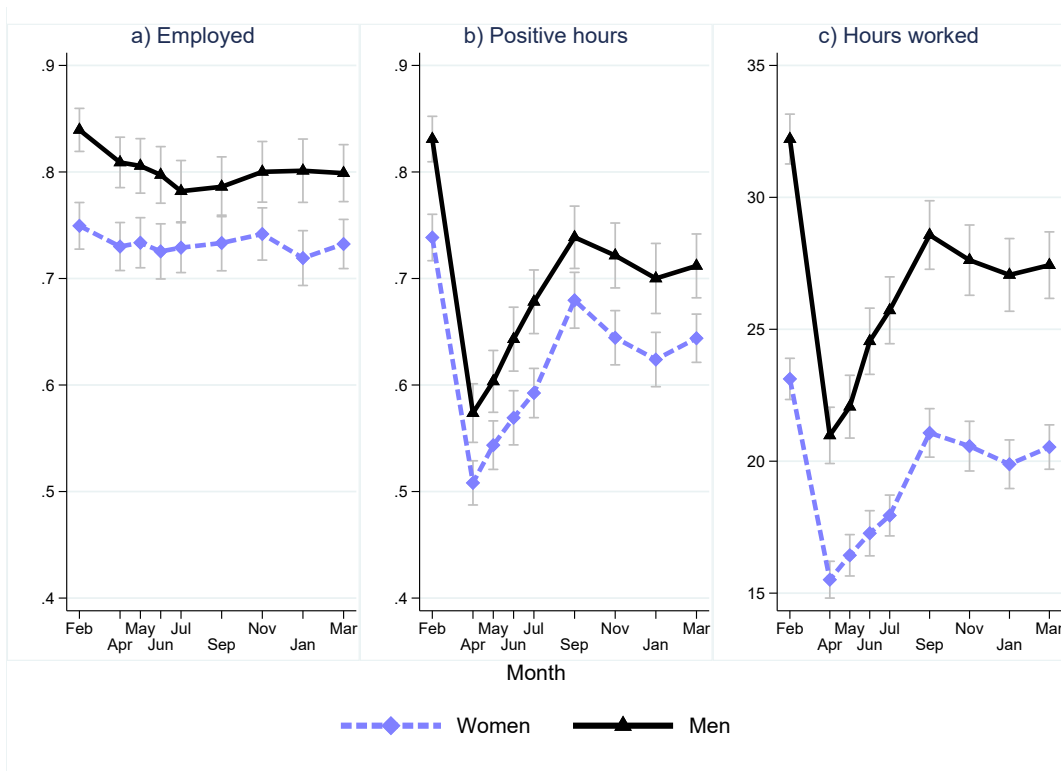 a) Employed
.9
.8
.7
.6
.5
.4
Feb May Jul Nov Mar
Apr Jun Sep Jan
b) Positive hours
.9
.8
.7
.6
.5
.4
Feb May Jul Nov Mar
Apr Jun Sep Jan
c) Hours worked
35
30
25
20
15
Feb May Jul Nov Mar
Apr Jun Sep Jan
Month
Women Men